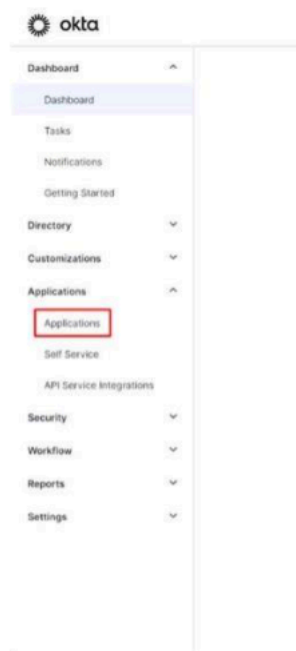 okta
Dashboard
Dashboard
Tasks
Notifications
Getting Started
Directory
Customizations
Applications
Applications
Self Service
API Service Integrations
Security
Workflow
Reports
Settings